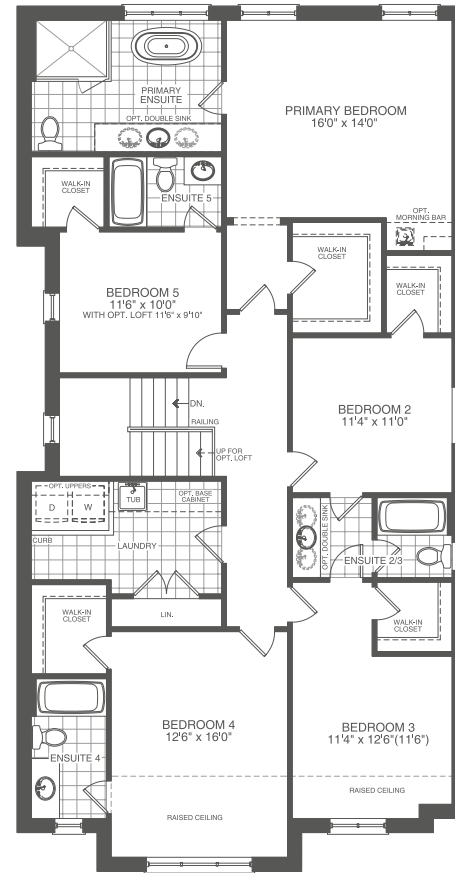 PRIMARY
ENSUITE
OPT. DOUBLE SINK
PRIMARY BEDROOM
16'0" x 14'0"
WALK-IN
CLOSET
ENSUITE 5
OPT.
MORNING BAR
WALK-IN
CLOSET
WALK-IN
CLOSET
BEDROOM 5
11'6" x 10'0"
WITH OPT. LOFT 11'6" x 9'10"
DN.
RAILING
UP FOR
OPT. LOFT
BEDROOM 2
11'4" x 11'0"
OPT. UPPERS
D
W
TUB
OPT. BASE
CABINET
CURB
LAUNDRY
OPT. DOUBLE SINK
ENSUITE 2/3
WALK-IN
CLOSET
LIN.
WALK-IN
CLOSET
BEDROOM 4
12'6" x 16'0"
BEDROOM 3
11'4" x 12'6"(11'6")
ENSUITE 4
RAISED CEILING
RAISED CEILING